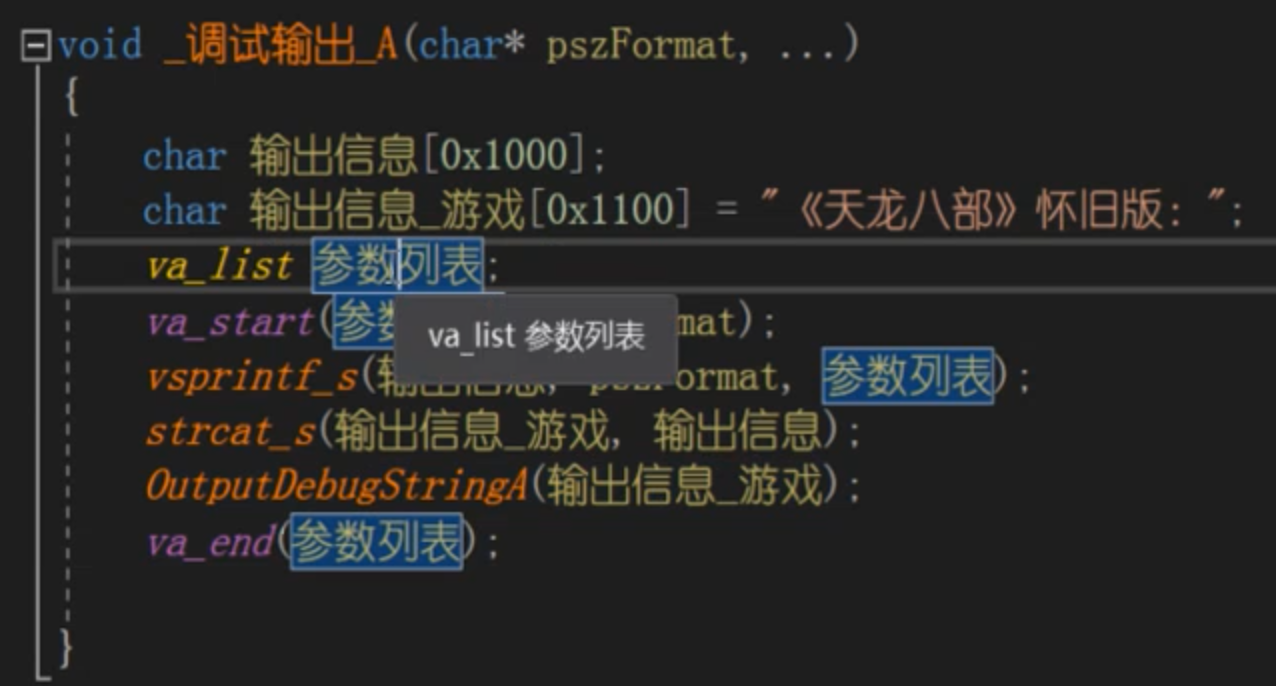 void _调试输出_A(char* pszFormat, ...)
{
char 输出信息[0x1000];
char 输出信息_游戏[0x1100] = "《天龙八部》怀旧版：";
va_list 参数列表;
va_start(参数 mat);
va_list 参数列表
vsprintf_s(输出信息, pszFormat, 参数列表);
strcat_s(输出信息_游戏, 输出信息);
OutputDebugStringA(输出信息_游戏);
va_end(参数列表);
}